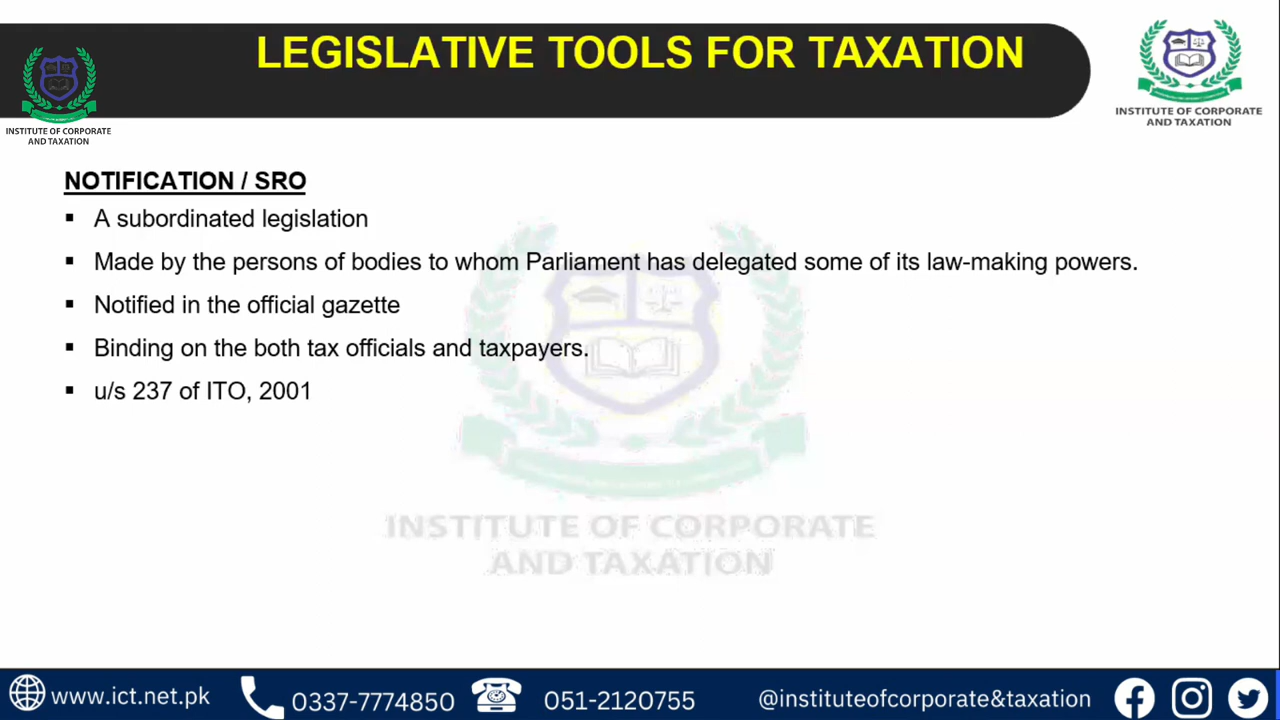 LEGISLATIVE TOOLS FOR TAXATION
INSTITUTE OF CORPORATE
AND TAXATION
INSTITUTE OF CORPORATE
AND TAXATION
NOTIFICATION / SRO
▪ A subordinated legislation
▪ Made by the persons of bodies to whom Parliament has delegated some of its law-making powers.
▪ Notified in the official gazette
▪ Binding on the both tax officials and taxpayers.
▪ u/s 237 of ITO, 2001
INSTITUTE OF CORPORATE
AND TAXATION
www.ict.net.pk 0337-7774850 051-2120755 @instituteofcorporate&taxation